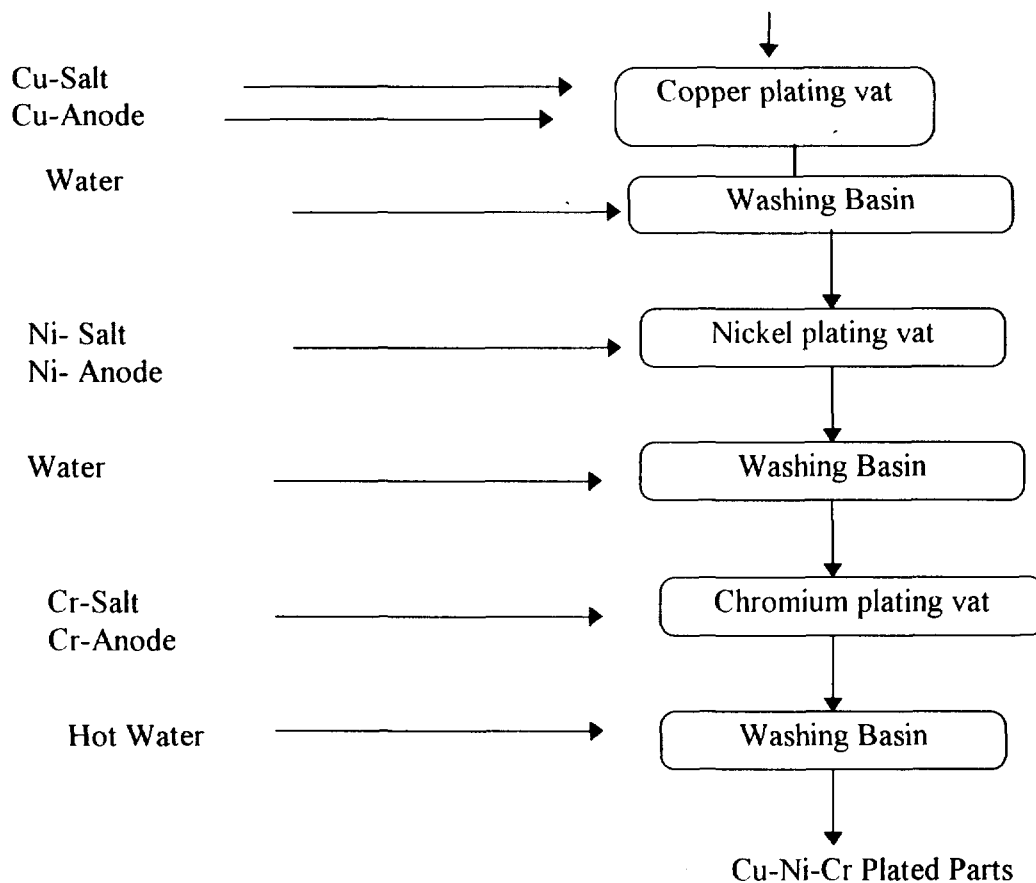 Cu-Salt
Cu-Anode
Copper plating vat
Water
Washing Basin
Ni- Salt
Ni- Anode
Nickel plating vat
Water
Washing Basin
Cr-Salt
Cr-Anode
Chromium plating vat
Hot Water
Washing Basin
Cu-Ni-Cr Plated Parts